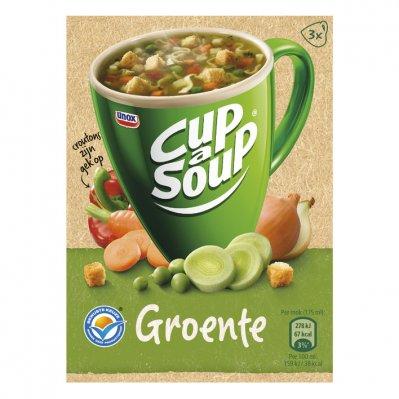 3x
unox
croutons
zijn
gek op
Cup
a
Soup
®
Groente
Per mok (175 ml):
278 kJ
67 kcal
3%*
Per 100 ml:
159 kJ / 38 kcal